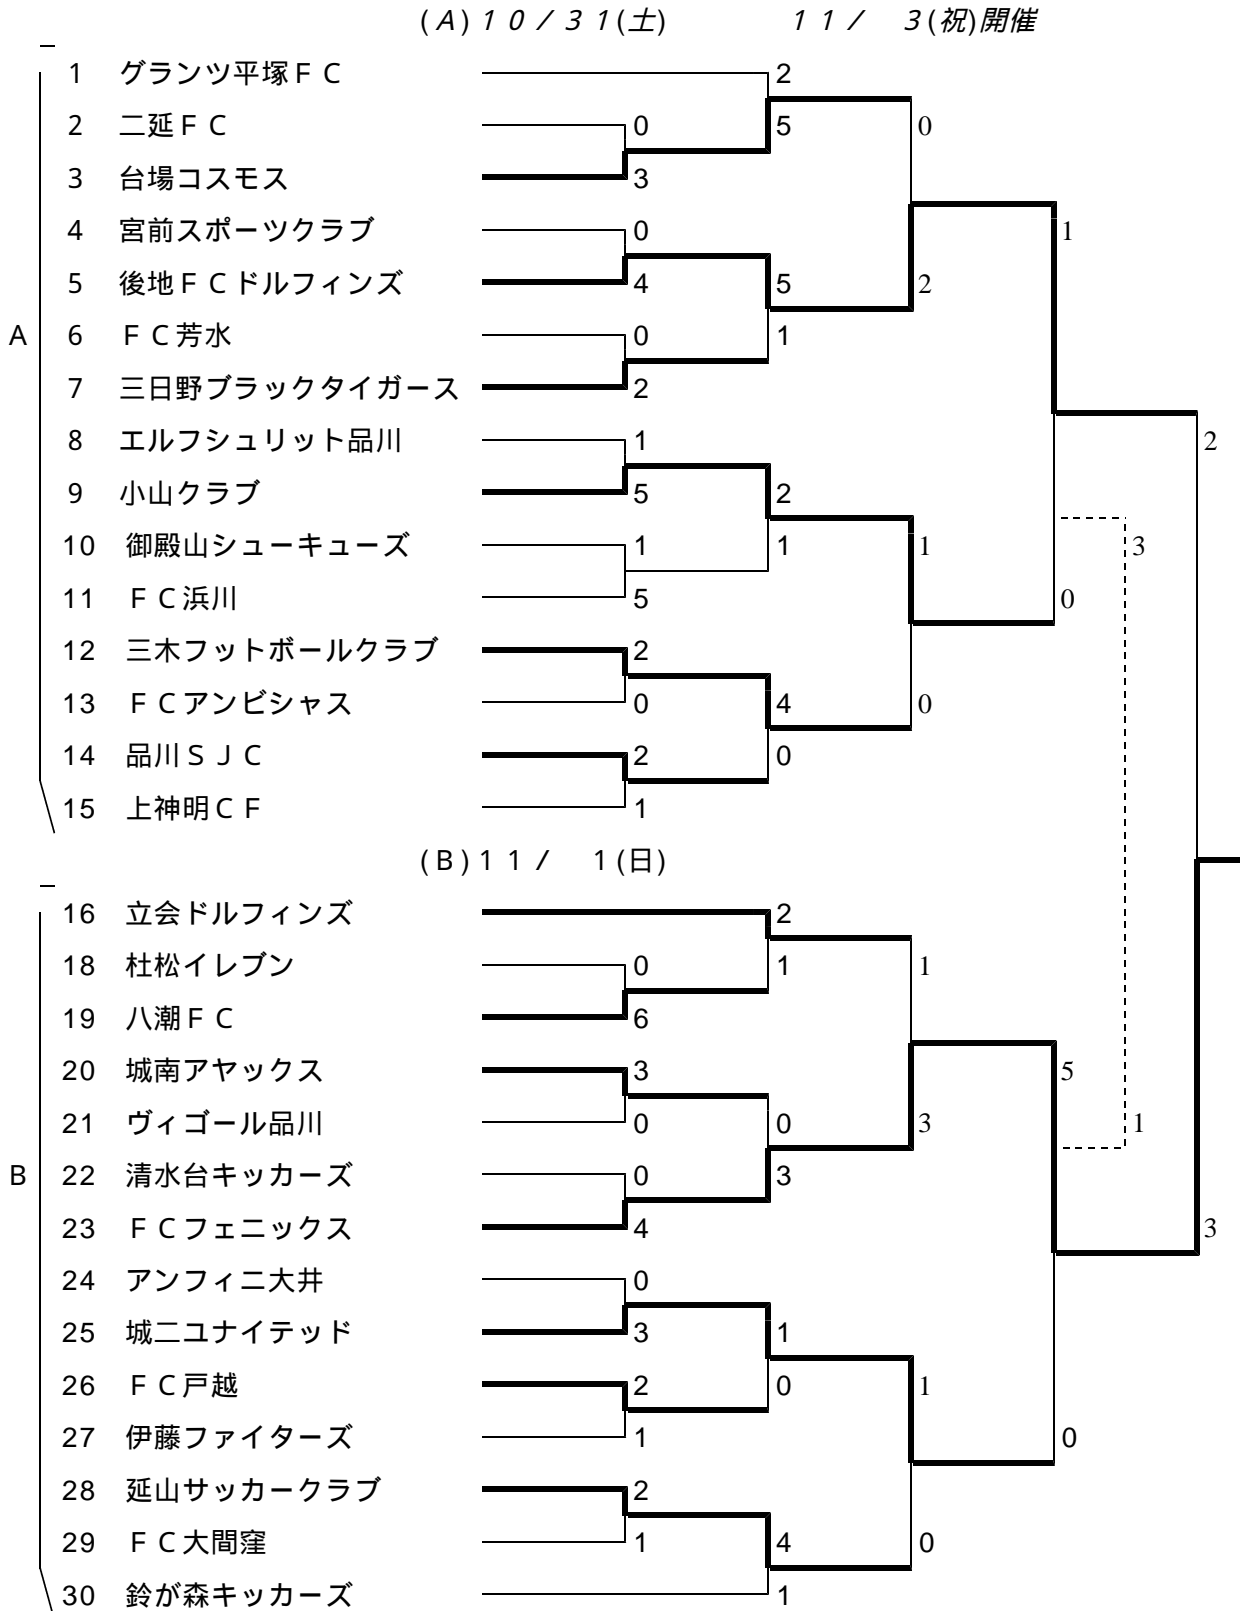 (A)10/31(土) 11/ 3(祝)開催
1 グランツ平塚FC 2
2 二延FC 0 5 0
3 台場コスモス 3
4 宮前スポーツクラブ 0 1
5 後地FCドルフィンズ 4 5 2
A 6 FC芳水 0 1
7 三日野ブラックタイガース 2
8 エルフシュリット品川 1 2
9 小山クラブ 5 2
10 御殿山シューキューズ 1 1 1 3
11 FC浜川 5 0
12 三木フットボールクラブ 2
13 FCアンビシャス 0 4 0
14 品川SJC 2 0
15 上神明CF 1
(B)11/ 1(日)
16 立会ドルフィンズ 2
18 杜松イレブン 0 1 1
19 八潮FC 6
20 城南アヤックス 3 5
21 ヴィゴール品川 0 0 3 1
B 22 清水台キッカーズ 0 3
23 FCフェニックス 4 3
24 アンフィニ大井 0
25 城二ユナイテッド 3 1
26 FC戸越 2 0 1
27 伊藤ファイターズ 1 0
28 延山サッカークラブ 2
29 FC大間窪 1 4 0
30 鈴が森キッカーズ 1